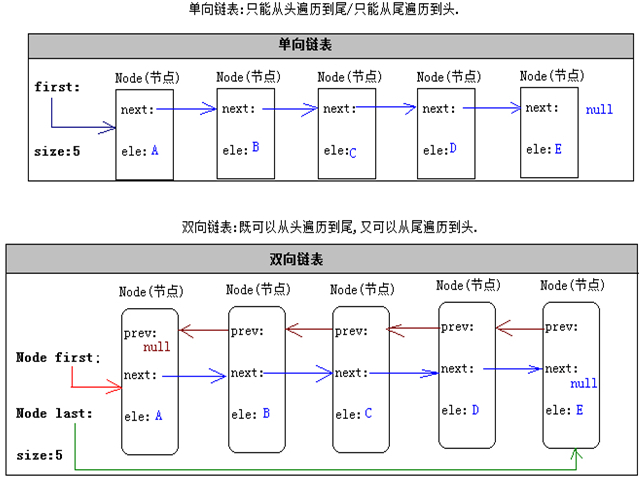 单向链表:只能从头遍历到尾/只能从尾遍历到头.
单向链表
Node(节点) Node(节点) Node(节点) Node(节点) Node(节点)
first:
next: next: next: next: next: null
size:5 ele: A ele: B ele:C ele:D ele: E
双向链表:既可以从头遍历到尾,又可以从尾遍历到头.
双向链表
Node(节点) Node(节点) Node(节点) Node(节点) Node(节点)
prev: prev: prev: prev: prev:
null
Node first;
next: next: next: next: next:
null
Node last: ele: A ele: B ele: C ele: D ele: E
size:5